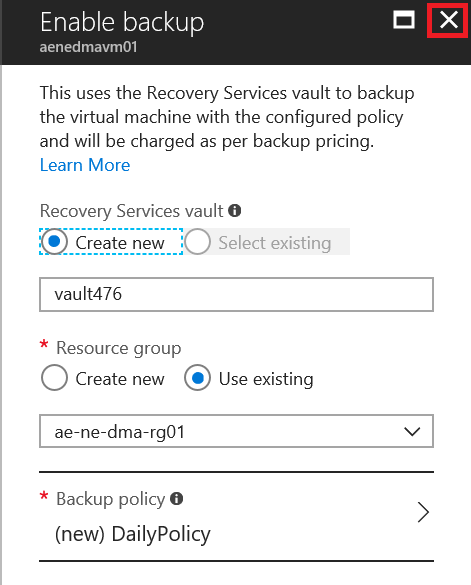 Enable backup
aenedmavm01
This uses the Recovery Services vault to backup
the virtual machine with the configured policy
and will be charged as per backup pricing.
Learn More
Recovery Services vault
Create new Select existing
vault476
* Resource group
Create new Use existing
ae-ne-dma-rg01
* Backup policy
(new) DailyPolicy